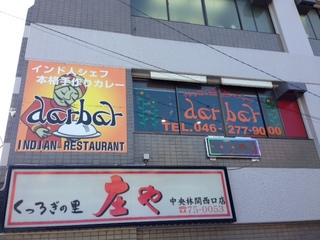 インド人シェフ
本格手作りカレー
darbar
INDIAN RESTAURANT
darbar
TEL.046-277-9000
くつろぎの里
庄や
中央林間西口店
☎75-0053